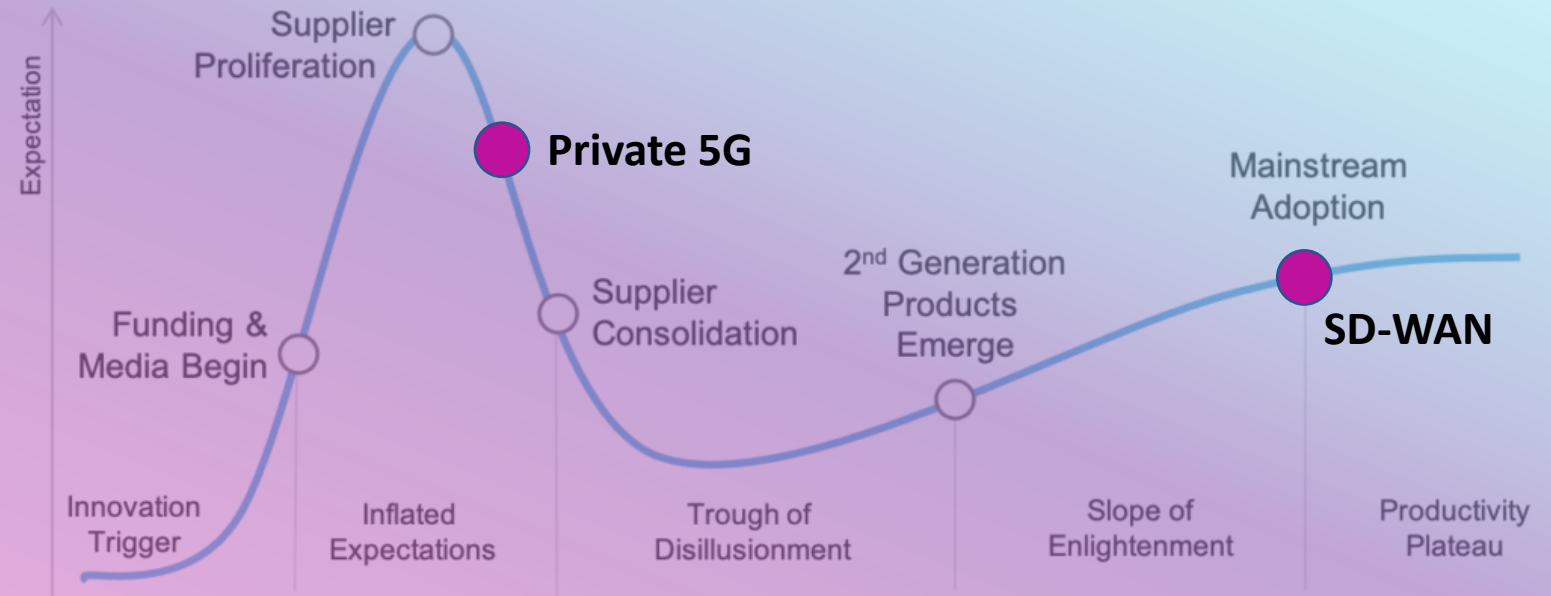 Expectation
Supplier
Proliferation
Private 5G
Funding &
Media Begin
Supplier
Consolidation
2nd Generation
Products
Emerge
Mainstream
Adoption
SD-WAN
Innovation
Trigger
Inflated
Expectations
Trough of
Disillusionment
Slope of
Enlightenment
Productivity
Plateau